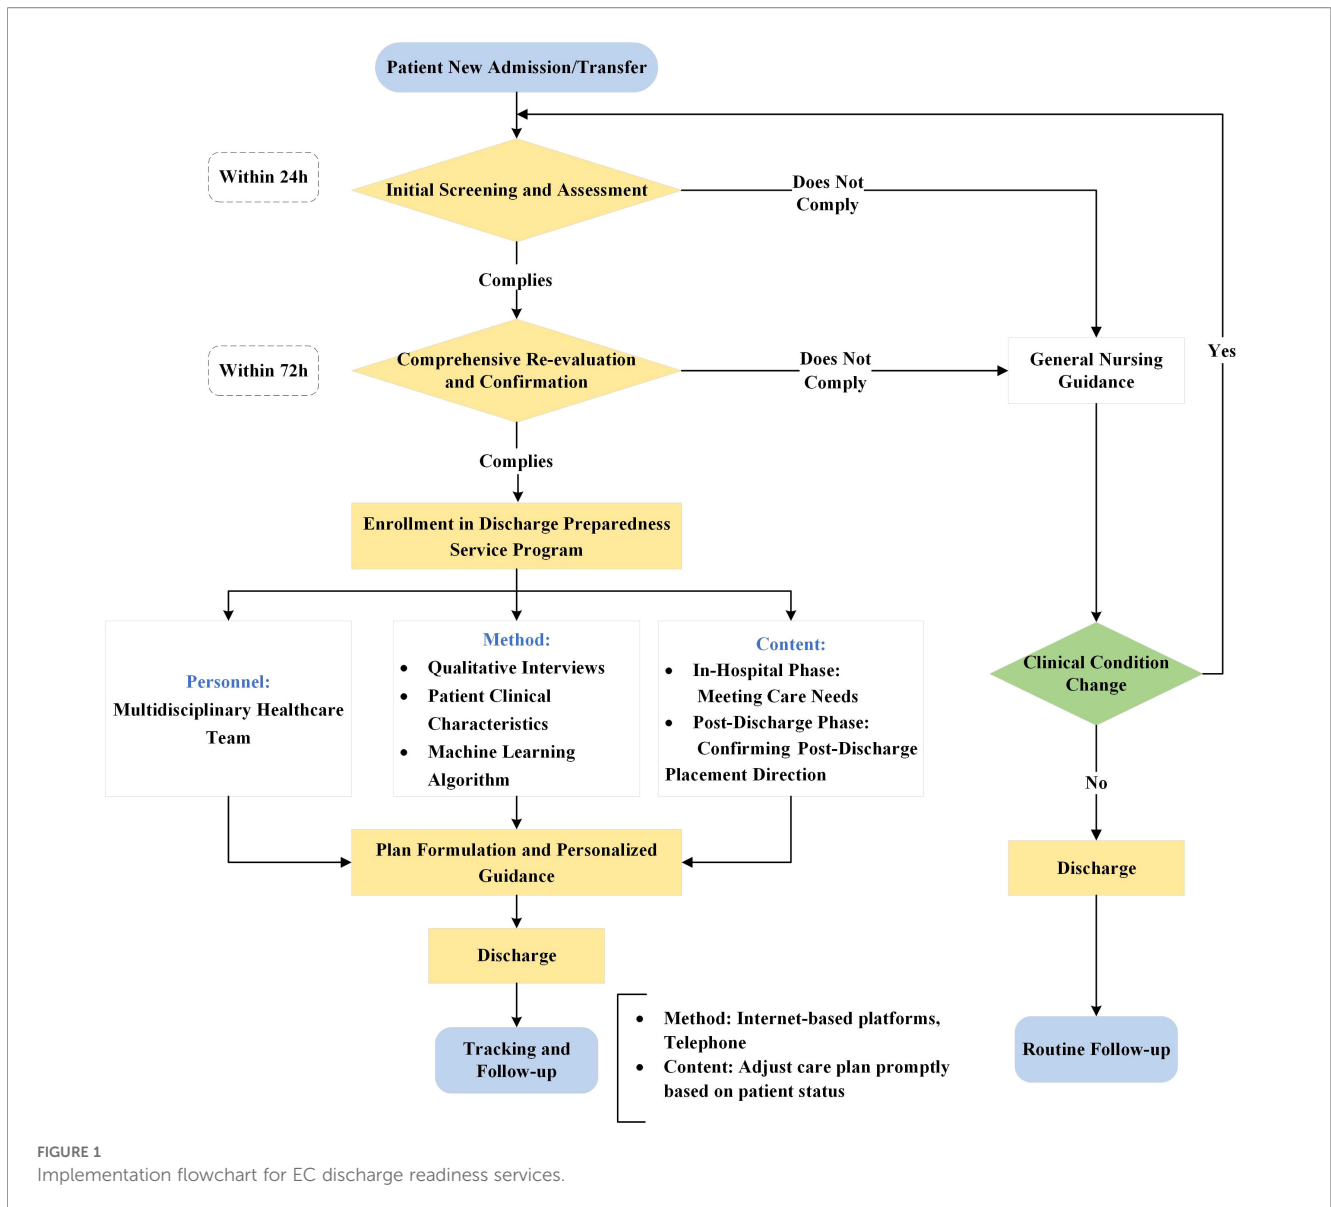 Patient New Admission/Transfer
Within 24h
Initial Screening and Assessment
Does Not
Comply
Complies
Within 72h
Comprehensive Re-evaluation
and Confirmation
Does Not
Comply
General Nursing
Guidance
Yes
Complies
Enrollment in Discharge Preparedness
Service Program
Personnel:
Multidisciplinary Healthcare
Team
Method:
• Qualitative Interviews
• Patient Clinical
Characteristics
• Machine Learning
Algorithm
Content:
• In-Hospital Phase:
Meeting Care Needs
• Post-Discharge Phase:
Confirming Post-Discharge
Placement Direction
Clinical Condition
Change
No
Plan Formulation and Personalized
Guidance
Discharge
Discharge
Tracking and
Follow-up
• Method: Internet-based platforms,
Telephone
• Content: Adjust care plan promptly
based on patient status
Routine Follow-up
FIGURE 1
Implementation flowchart for EC discharge readiness services.